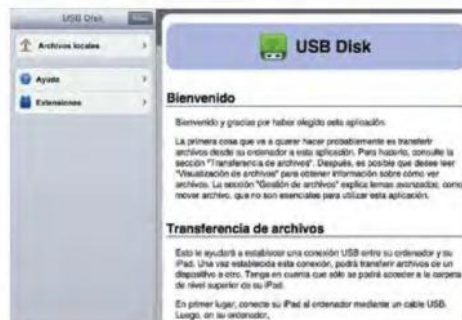 USB Disk
Archivos locales
Ayuda
Extensiones
USB Disk
Bienvenido
Bienvenido y gracias por haber elegido esta aplicación.
La primera cosa que va a querer hacer probablemente es transferir
archivos desde su ordenador a esta aplicación. Para hacerlo, consulte la
sección "Transferencia de archivos". Después, es posible que desee leer
"Visualización de archivos" para obtener información sobre cómo ver
archivos. La sección "Gestión de archivos" explica temas avanzados, como
mover archivo, que no son esenciales para utilizar esta aplicación.
Transferencia de archivos
Esto le ayudará a establecer una conexión USB entre su ordenador y su
iPad. Una vez establecida esta conexión, podrá transferir archivos de un
dispositivo a otro. Tenga en cuenta que sólo se podrá acceder a la carpeta
de nivel superior de su iPad.
En primer lugar, conecte su iPad al ordenador mediante un cable USB.
Luego, en su ordenador,